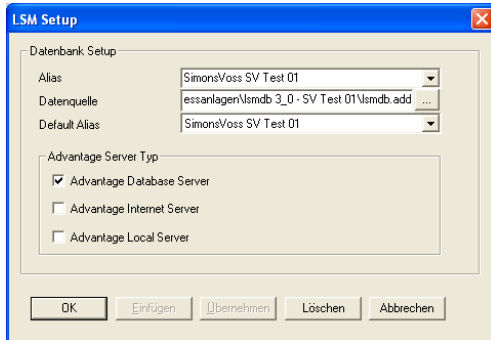 LSM Setup
Datenbank Setup
Alias SimonsVoss SV Test 01
Datenquelle essanlagen\lsmdb 3_0 - SV Test 01\lsmdb.add ...
Default Alias SimonsVoss SV Test 01
Advantage Server Typ
Advantage Database Server
Advantage Internet Server
Advantage Local Server
OK Einfügen Übernehmen Löschen Abbrechen